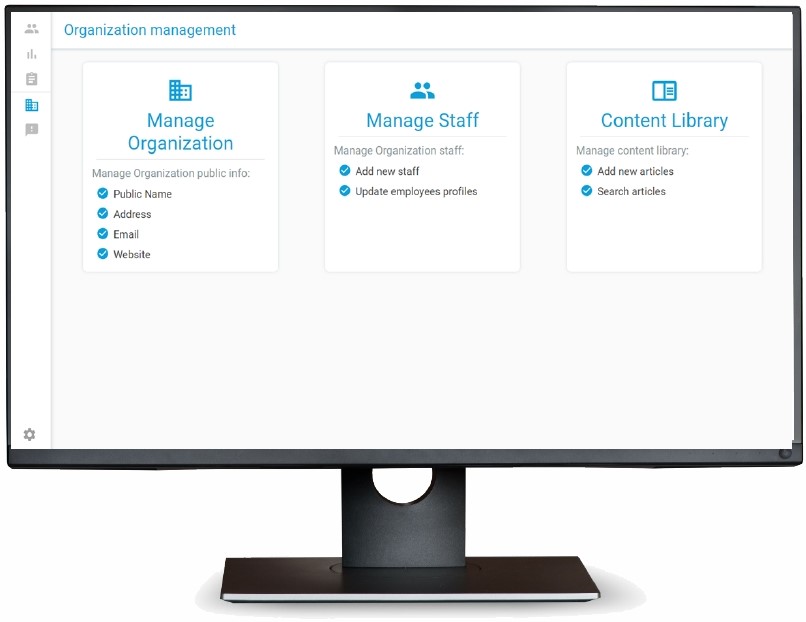 Organization management
Manage
Organization
Manage Organization public info:
Public Name
Address
Email
Website
Manage Staff
Manage Organization staff:
Add new staff
Update employees profiles
Content Library
Manage content library:
Add new articles
Search articles